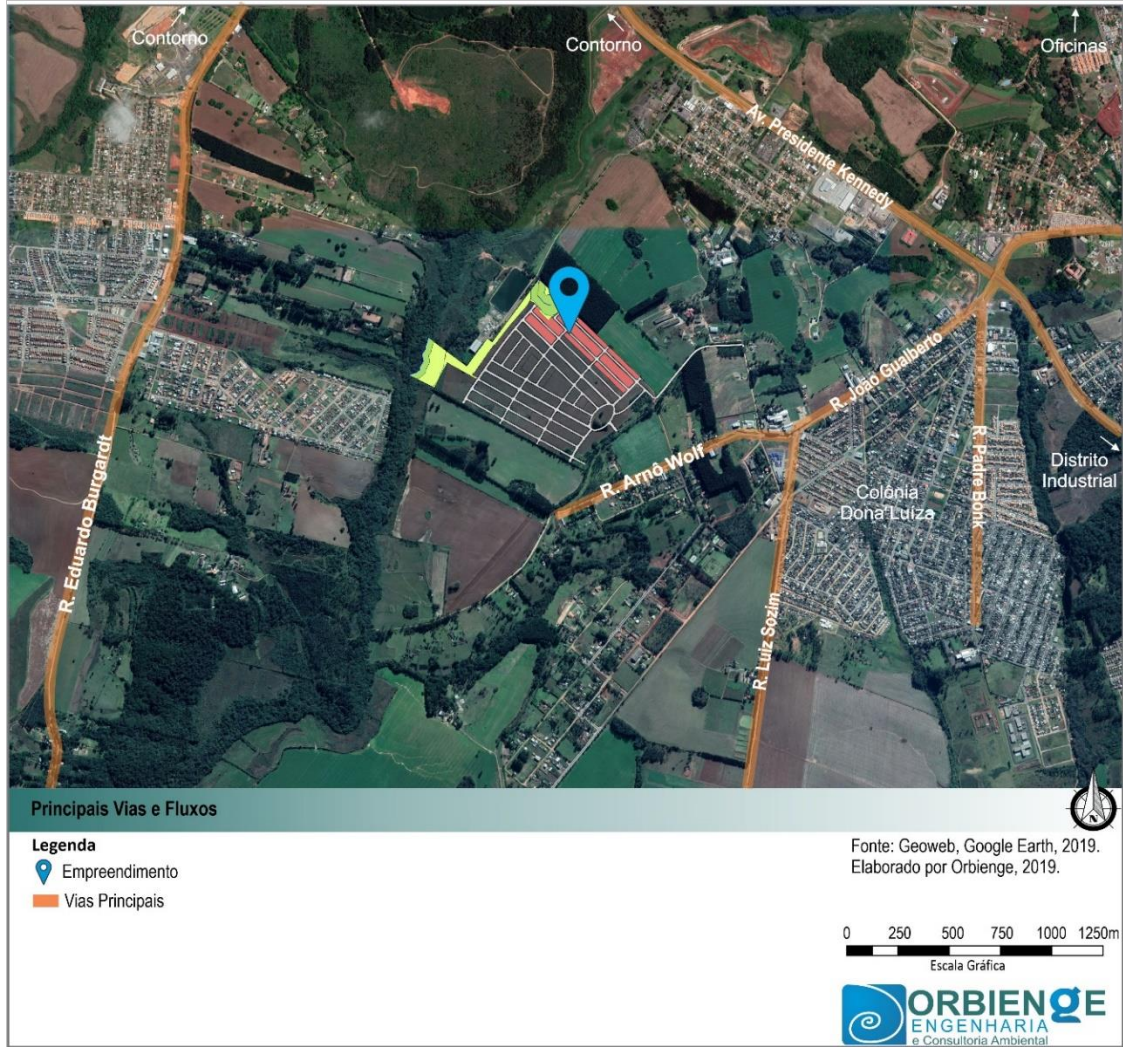 Contorno
Contorno
Oficinas
Av. Presidente Kennedy
R. João Gualberto
R. Arnô Wolf
R. Padre Bonk
Distrito
Industrial
Colônia
Dona Luíza
R. Eduardo Burgardt
R. Luiz Sozim
Principais Vias e Fluxos
N
Legenda
Empreendimento
Vias Principais
Fonte: Geoweb, Google Earth, 2019.
Elaborado por Orbienge, 2019.
0 250 500 750 1000 1250m
Escala Gráfica
ORBIENGE
ENGENHARIA
e Consultoria Ambiental